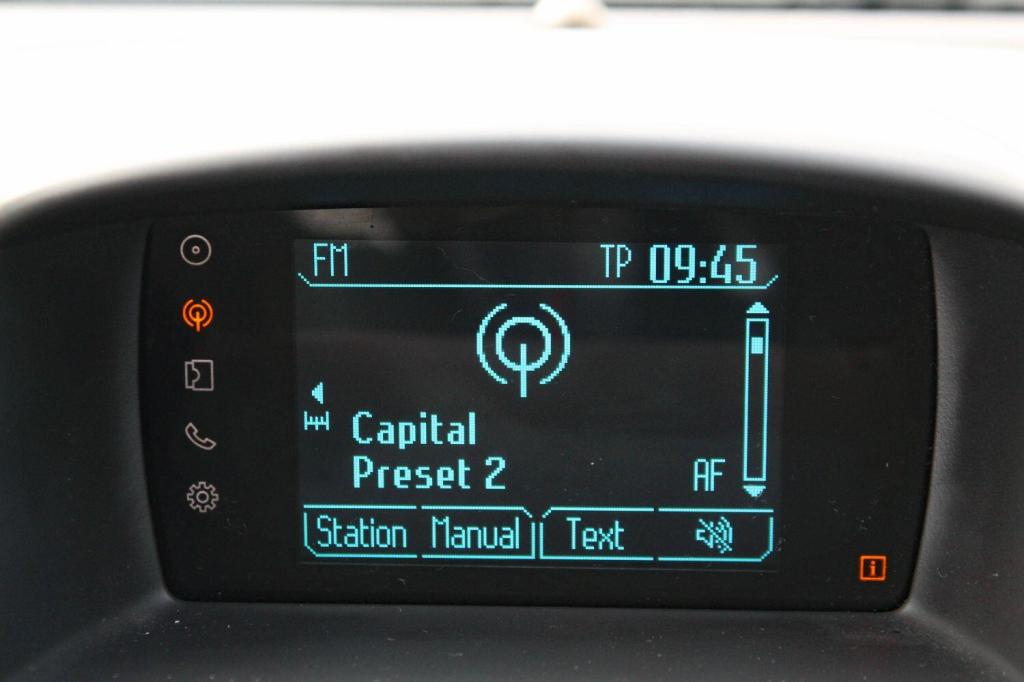 FM TP 09:45
Capital
Preset 2 AF
Station Manual Text
i